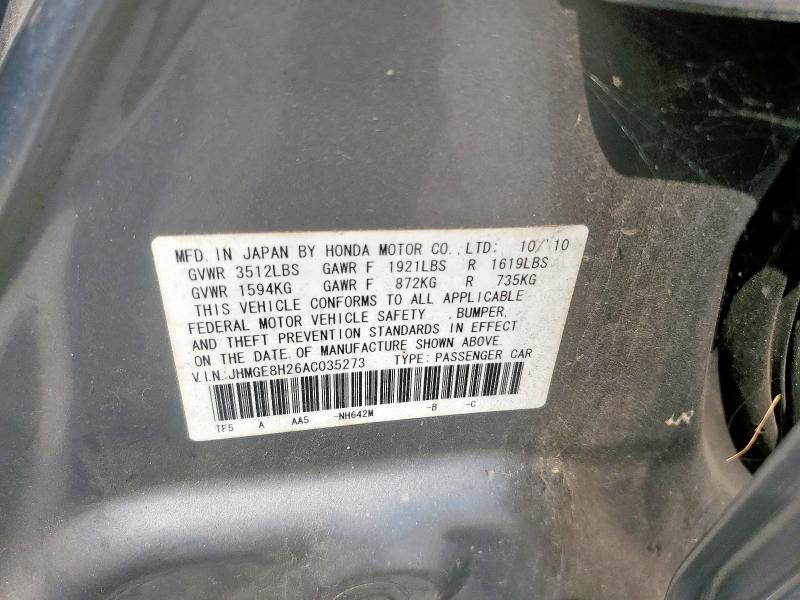 MFD. IN JAPAN BY HONDA MOTOR CO., LTD: 10/'10
GVWR 3512LBS GAWR F 1921LBS R 1619LBS
GVWR 1594KG GAWR F 872KG R 735KG
THIS VEHICLE CONFORMS TO ALL APPLICABLE
FEDERAL MOTOR VEHICLE SAFETY , BUMPER,
AND THEFT PREVENTION STANDARDS IN EFFECT
ON THE DATE OF MANUFACTURE SHOWN ABOVE.
V.I.N: JHMGE8H26AC035273 TYPE: PASSENGER CAR
TF5 A AA5 -NH642M -B -C